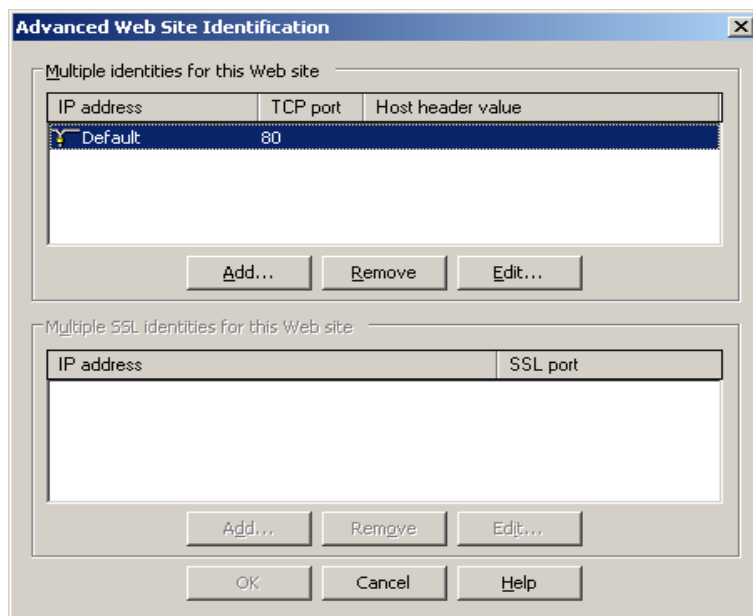 Advanced Web Site Identification
Multiple identities for this Web site
IP address TCP port Host header value
Default 80
Add... Remove Edit...
Multiple SSL identities for this Web site
IP address SSL port
Add... Remove Edit...
OK Cancel Help